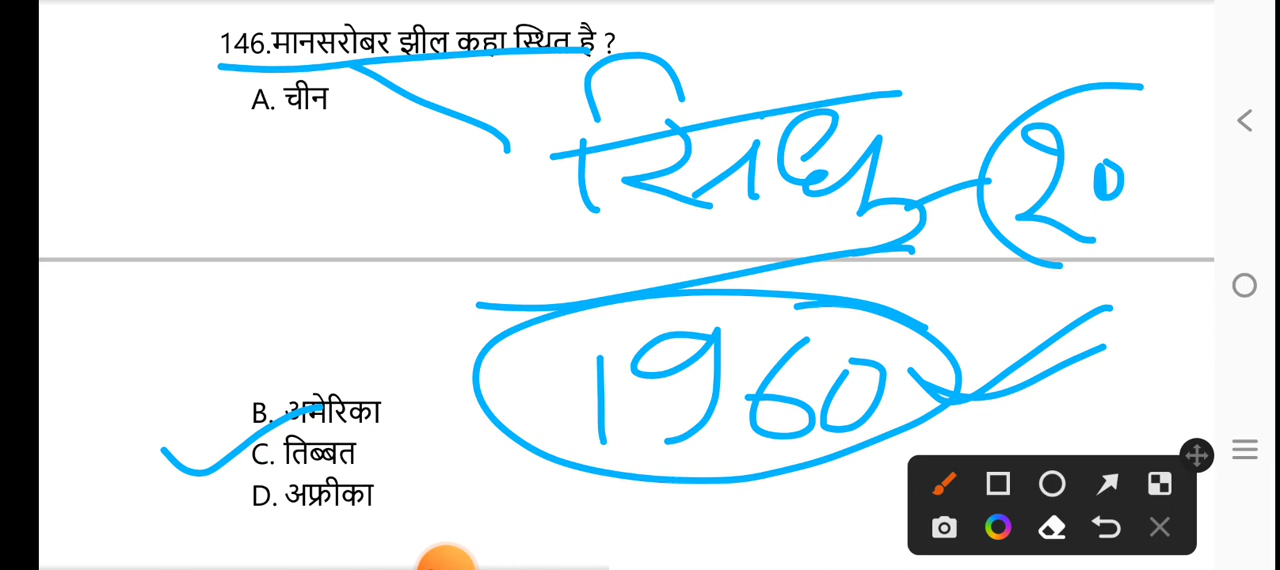 146.मानसरोबर झील कहा स्थित है ?
A. चीन
सिंधु २०
1960
B. अमेरिका
C. तिब्बत
D. अफ्रीका